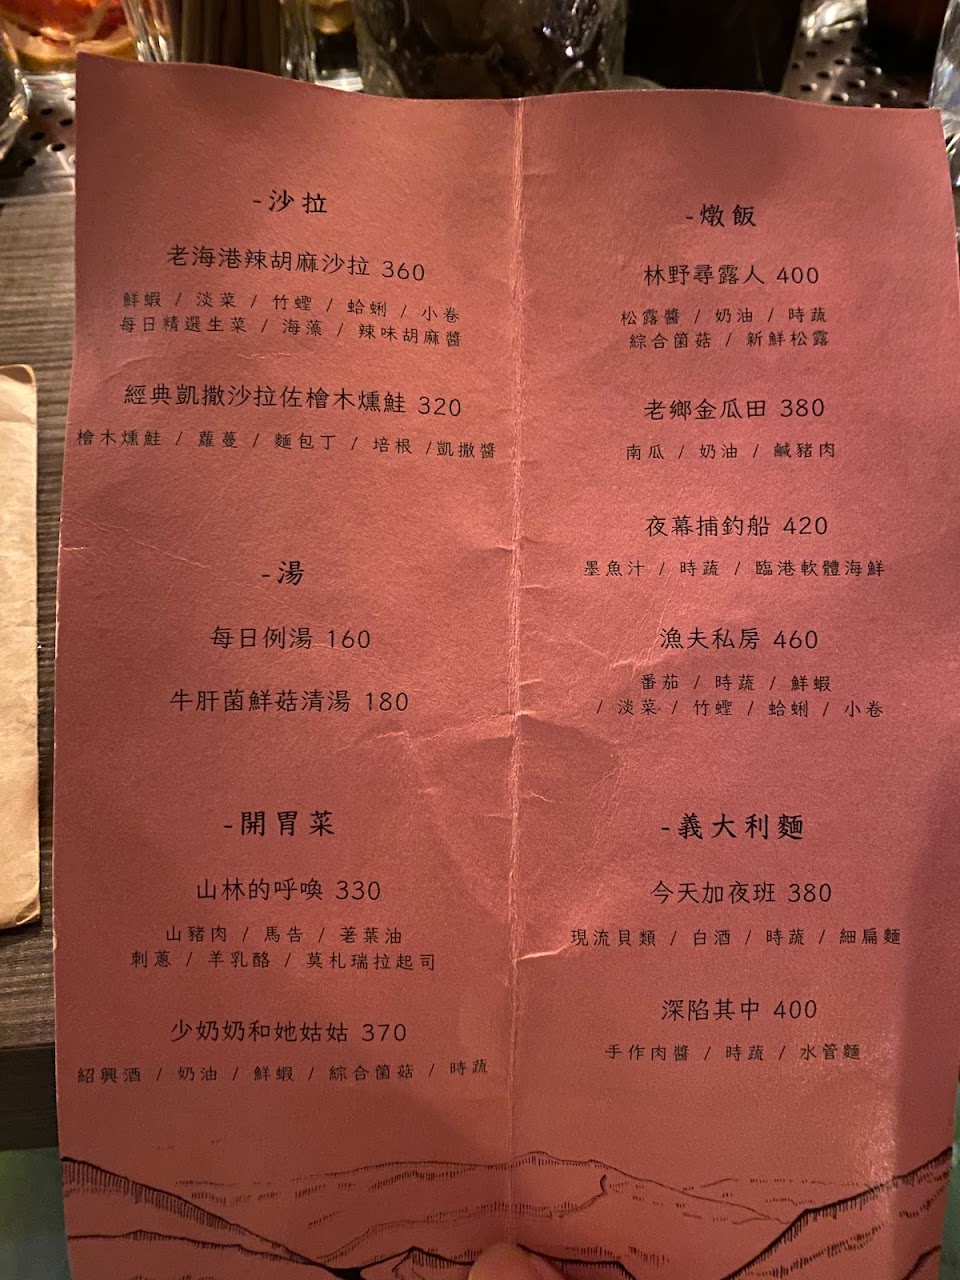 -沙拉
老海港辣胡麻沙拉 360
鮮蝦 / 淡菜 / 竹蟶 / 蛤蜊 / 小卷
每日精選生菜 / 海藻 / 辣味胡麻醬
經典凱撒沙拉佐檜木燻鮭 320
檜木燻鮭 / 蘿蔓 / 麵包丁 / 培根 /凱撒醬
-湯
每日例湯 160
牛肝菌鮮菇清湯 180
-開胃菜
山林的呼喚 330
山豬肉 / 馬告 / 荖葉油
刺蔥 / 羊乳酪 / 莫札瑞拉起司
少奶奶和她姑姑 370
紹興酒 / 奶油 / 鮮蝦 / 綜合菌菇 / 時蔬
-燉飯
林野尋露人 400
松露醬 / 奶油 / 時蔬
綜合菌菇 / 新鮮松露
老鄉金瓜田 380
南瓜 / 奶油 / 鹹豬肉
夜幕捕釣船 420
墨魚汁 / 時蔬 / 臨港軟體海鮮
漁夫私房 460
番茄 / 時蔬 / 鮮蝦
/ 淡菜 / 竹蟶 / 蛤蜊 / 小卷
-義大利麵
今天加夜班 380
現流貝類 / 白酒 / 時蔬 / 細扁麵
深陷其中 400
手作肉醬 / 時蔬 / 水管麵